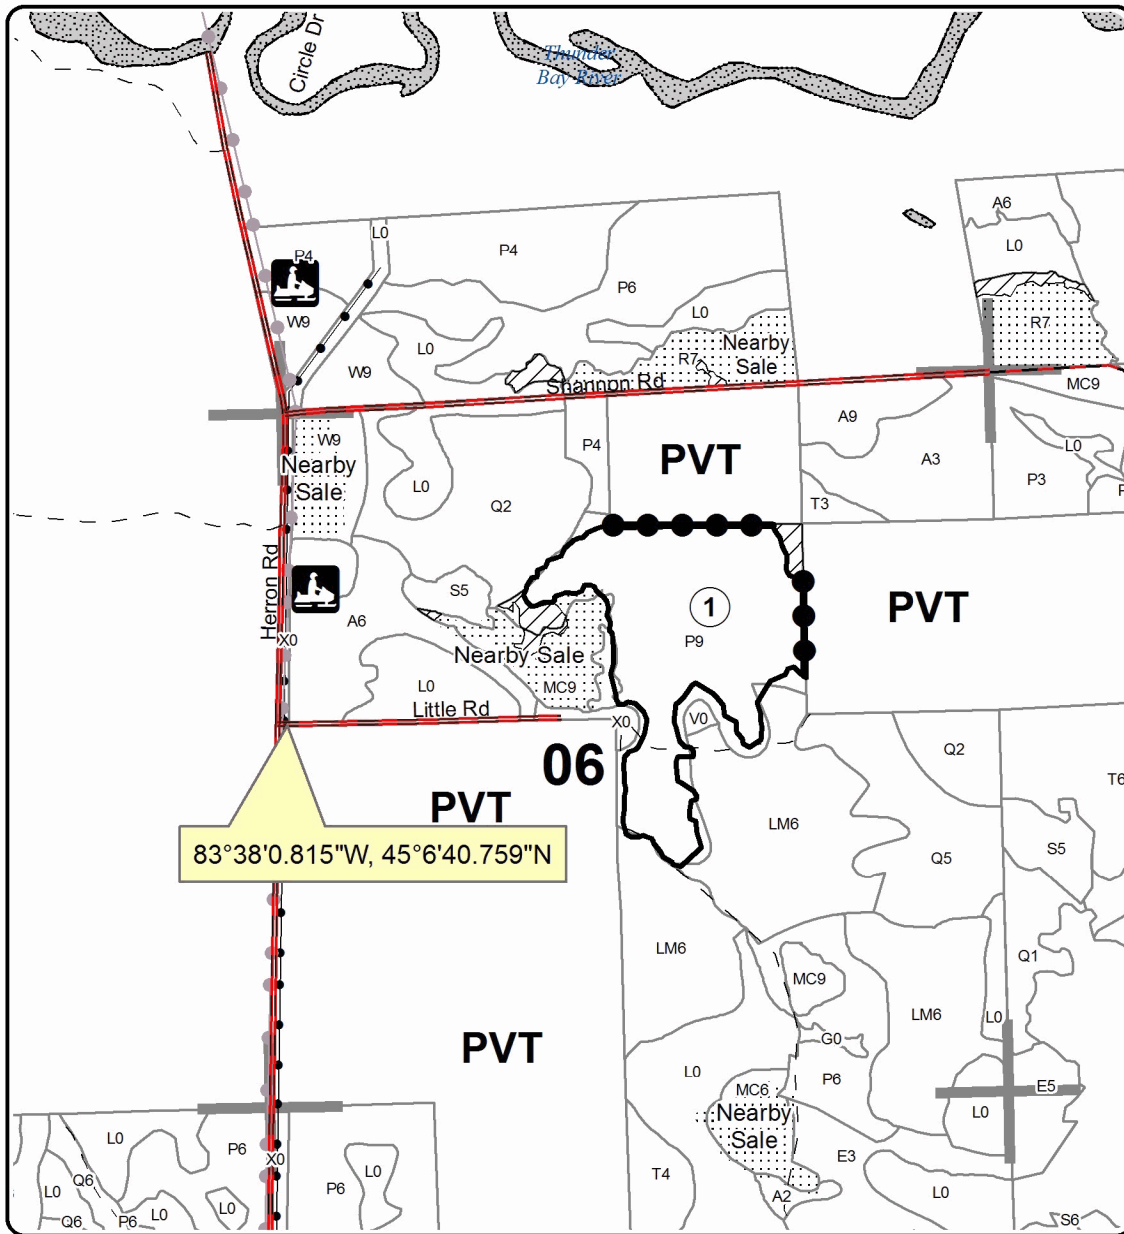 Circle Dr
Thunder
Bay River
A6
L0
P4
L0
P4
L0
P6
R7
W9
L0
Nearby
Sale
R7
L0
W9
Shannon Rd
MC9
W9
Nearby
Sale
P4
PVT
A9
A3
L0
L0
Q2
P3
T3
Herron Rd
S5
1
PVT
A6
X0
P9
Nearby Sale
L0
MC9
Little Rd
X0
V0
06
Q2
T6
PVT
LM6
83°38'0.815"W, 45°6'40.759"N
Q5
S5
LM6
Q1
MC9
LM6
L0
G0
PVT
L0
MC6
P6
E5
Nearby
Sale
L0
L0
P6
X0
E3
Q6
L0
P6
L0
T4
A2
L0
L0
L0
Q6
P6
S6